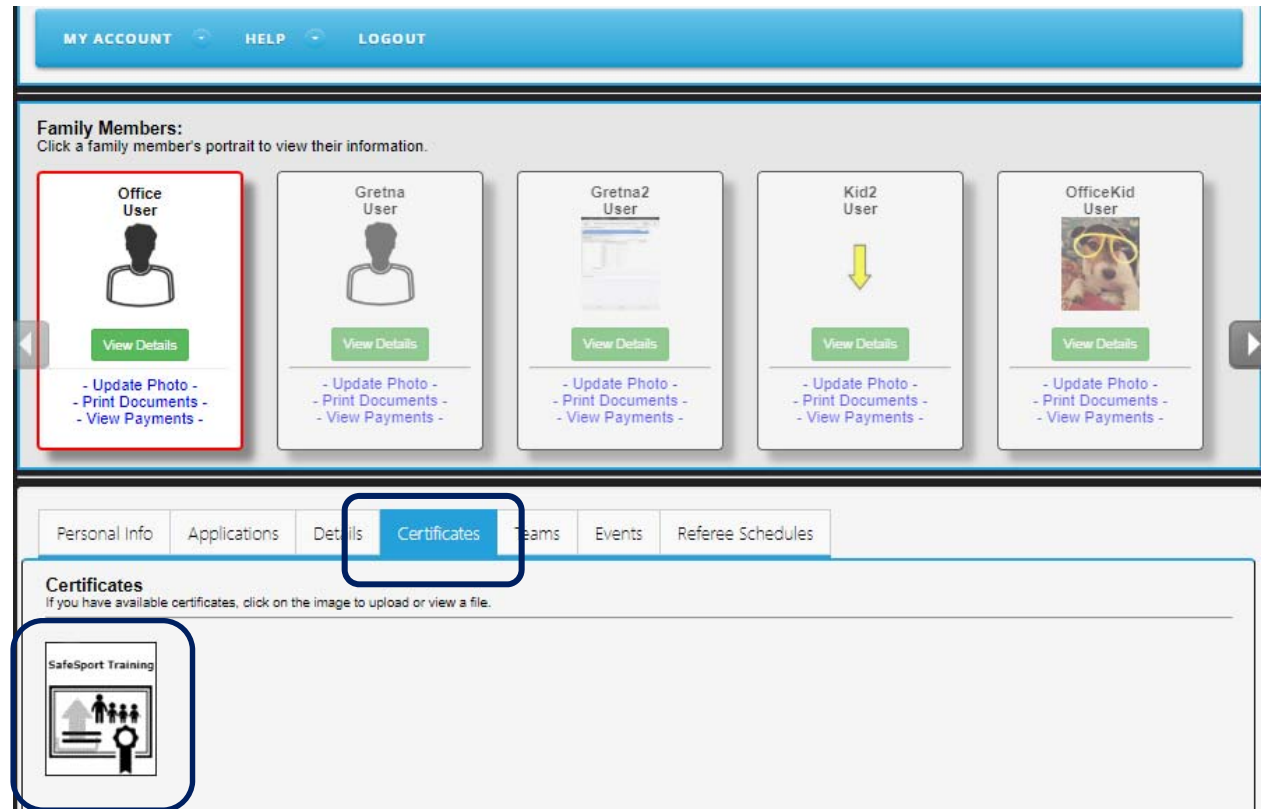 MY ACCOUNT HELP LOGOUT
Family Members:
Click a family member's portrait to view their information.
Office
User
View Details
- Update Photo -
- Print Documents -
- View Payments -
Gretna
User
View Details
- Update Photo -
- Print Documents -
- View Payments -
Gretna2
User
View Details
- Update Photo -
- Print Documents -
- View Payments -
Kid2
User
View Details
- Update Photo -
- Print Documents -
- View Payments -
OfficeKid
User
View Details
- Update Photo -
- Print Documents -
- View Payments -
Personal Info Applications Details Certificates Teams Events Referee Schedules
Certificates
If you have available certificates, click on the image to upload or view a file.
SafeSport Training